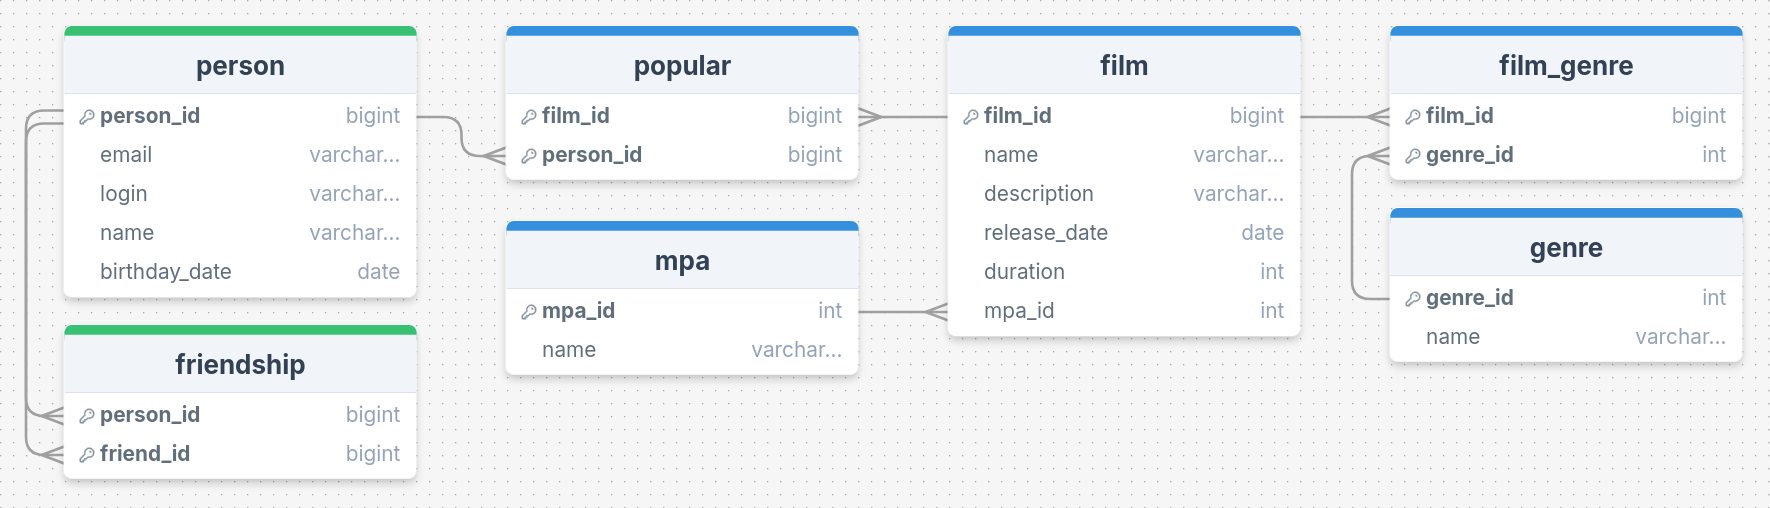 person
person_id bigint
email varchar...
login varchar...
name varchar...
birthday_date date
friendship
person_id bigint
friend_id bigint
popular
film_id bigint
person_id bigint
mpa
mpa_id int
name varchar...
film
film_id bigint
name varchar...
description varchar...
release_date date
duration int
mpa_id int
film_genre
film_id bigint
genre_id int
genre
genre_id int
name varchar...